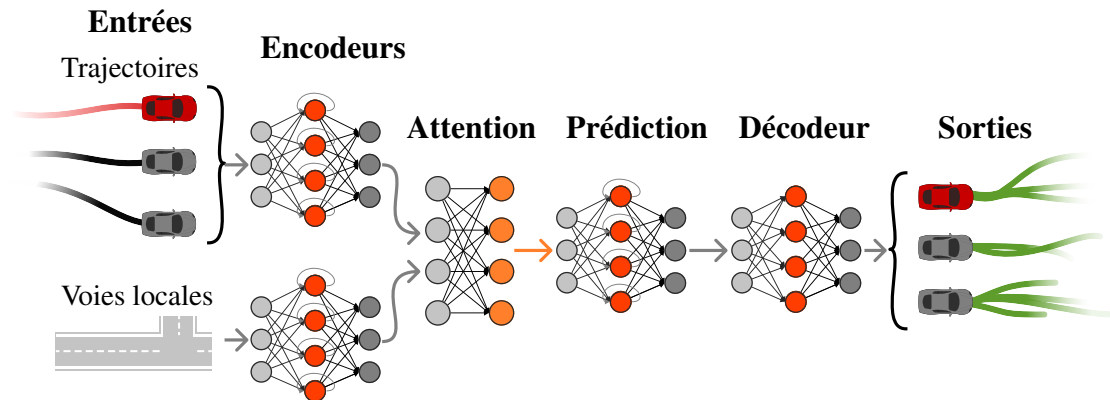 Entrées
Trajectoires
Encodeurs
Attention
Prédiction
Décodeur
Sorties
Voies locales